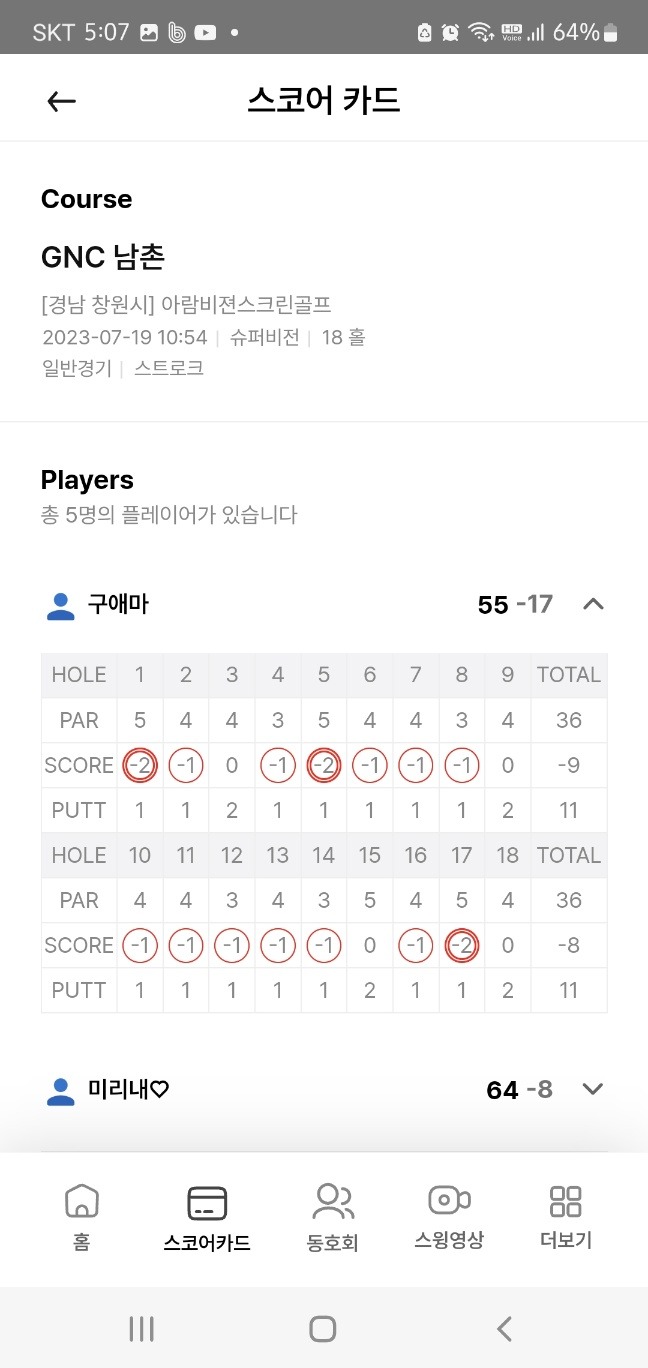 SKT 5:07 HD Voice 64%
스코어 카드
Course
GNC 남촌
[경남 창원시] 아람비젼스크린골프
2023-07-19 10:54 | 슈퍼비전 | 18 홀
일반경기 | 스트로크
Players
총 5명의 플레이어가 있습니다
구애마 55 -17
HOLE 1 2 3 4 5 6 7 8 9 TOTAL
PAR 5 4 4 3 5 4 4 3 4 36
SCORE -2 -1 0 -1 -2 -1 -1 -1 0 -9
PUTT 1 1 2 1 1 1 1 1 2 11
HOLE 10 11 12 13 14 15 16 17 18 TOTAL
PAR 4 4 3 4 3 5 4 5 4 36
SCORE -1 -1 -1 -1 -1 0 -1 -2 0 -8
PUTT 1 1 1 1 1 2 1 1 2 11
미리내♡ 64 -8
홈 스코어카드 동호회 스윙영상 더보기